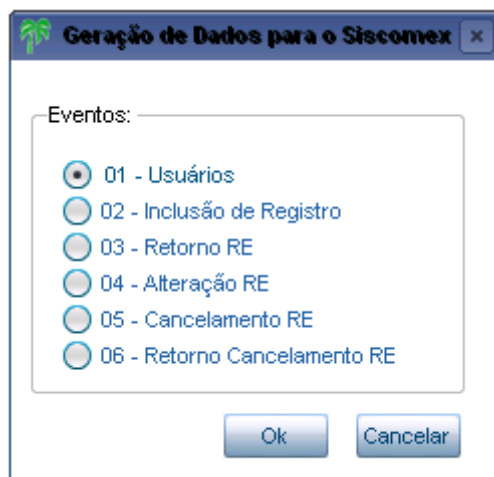 Geração de Dados para o Siscomex
Eventos:
01 - Usuários
02 - Inclusão de Registro
03 - Retorno RE
04 - Alteração RE
05 - Cancelamento RE
06 - Retorno Cancelamento RE
Ok Cancelar